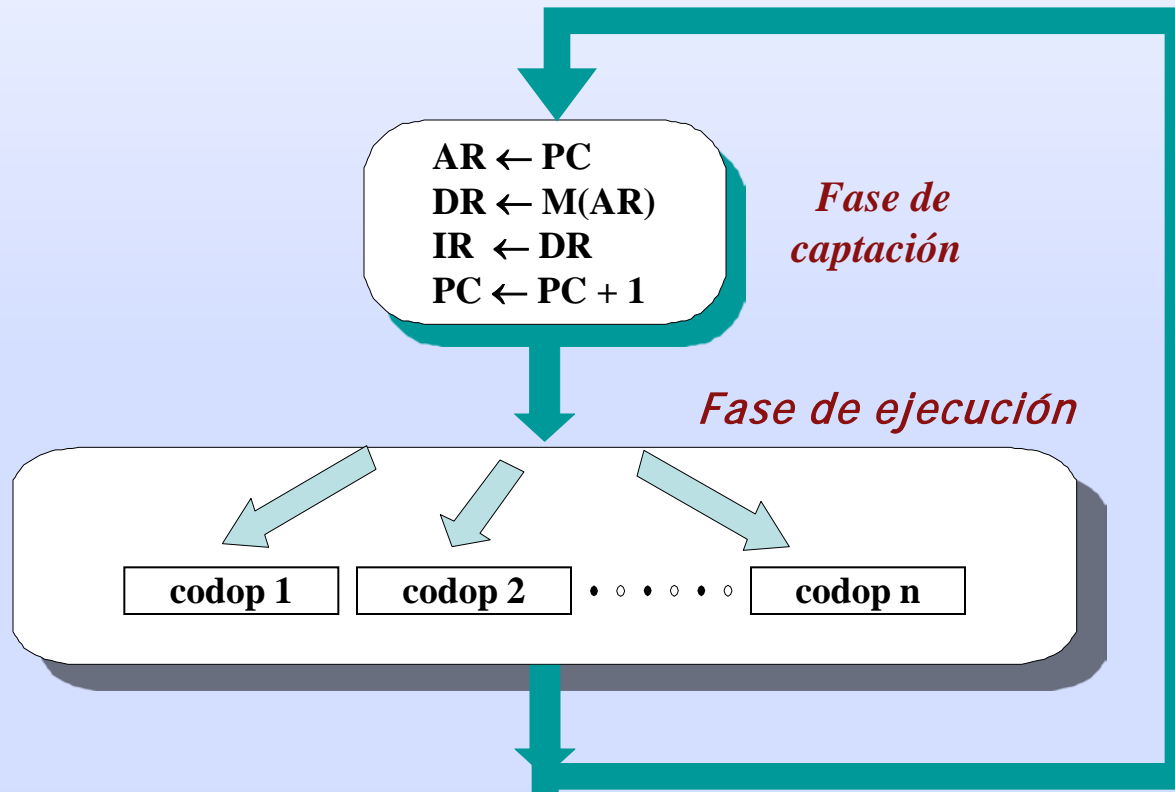 AR ← PC
DR ← M(AR)
IR ← DR
PC ← PC + 1
Fase de
captación
Fase de ejecución
codop 1 codop 2 codop n